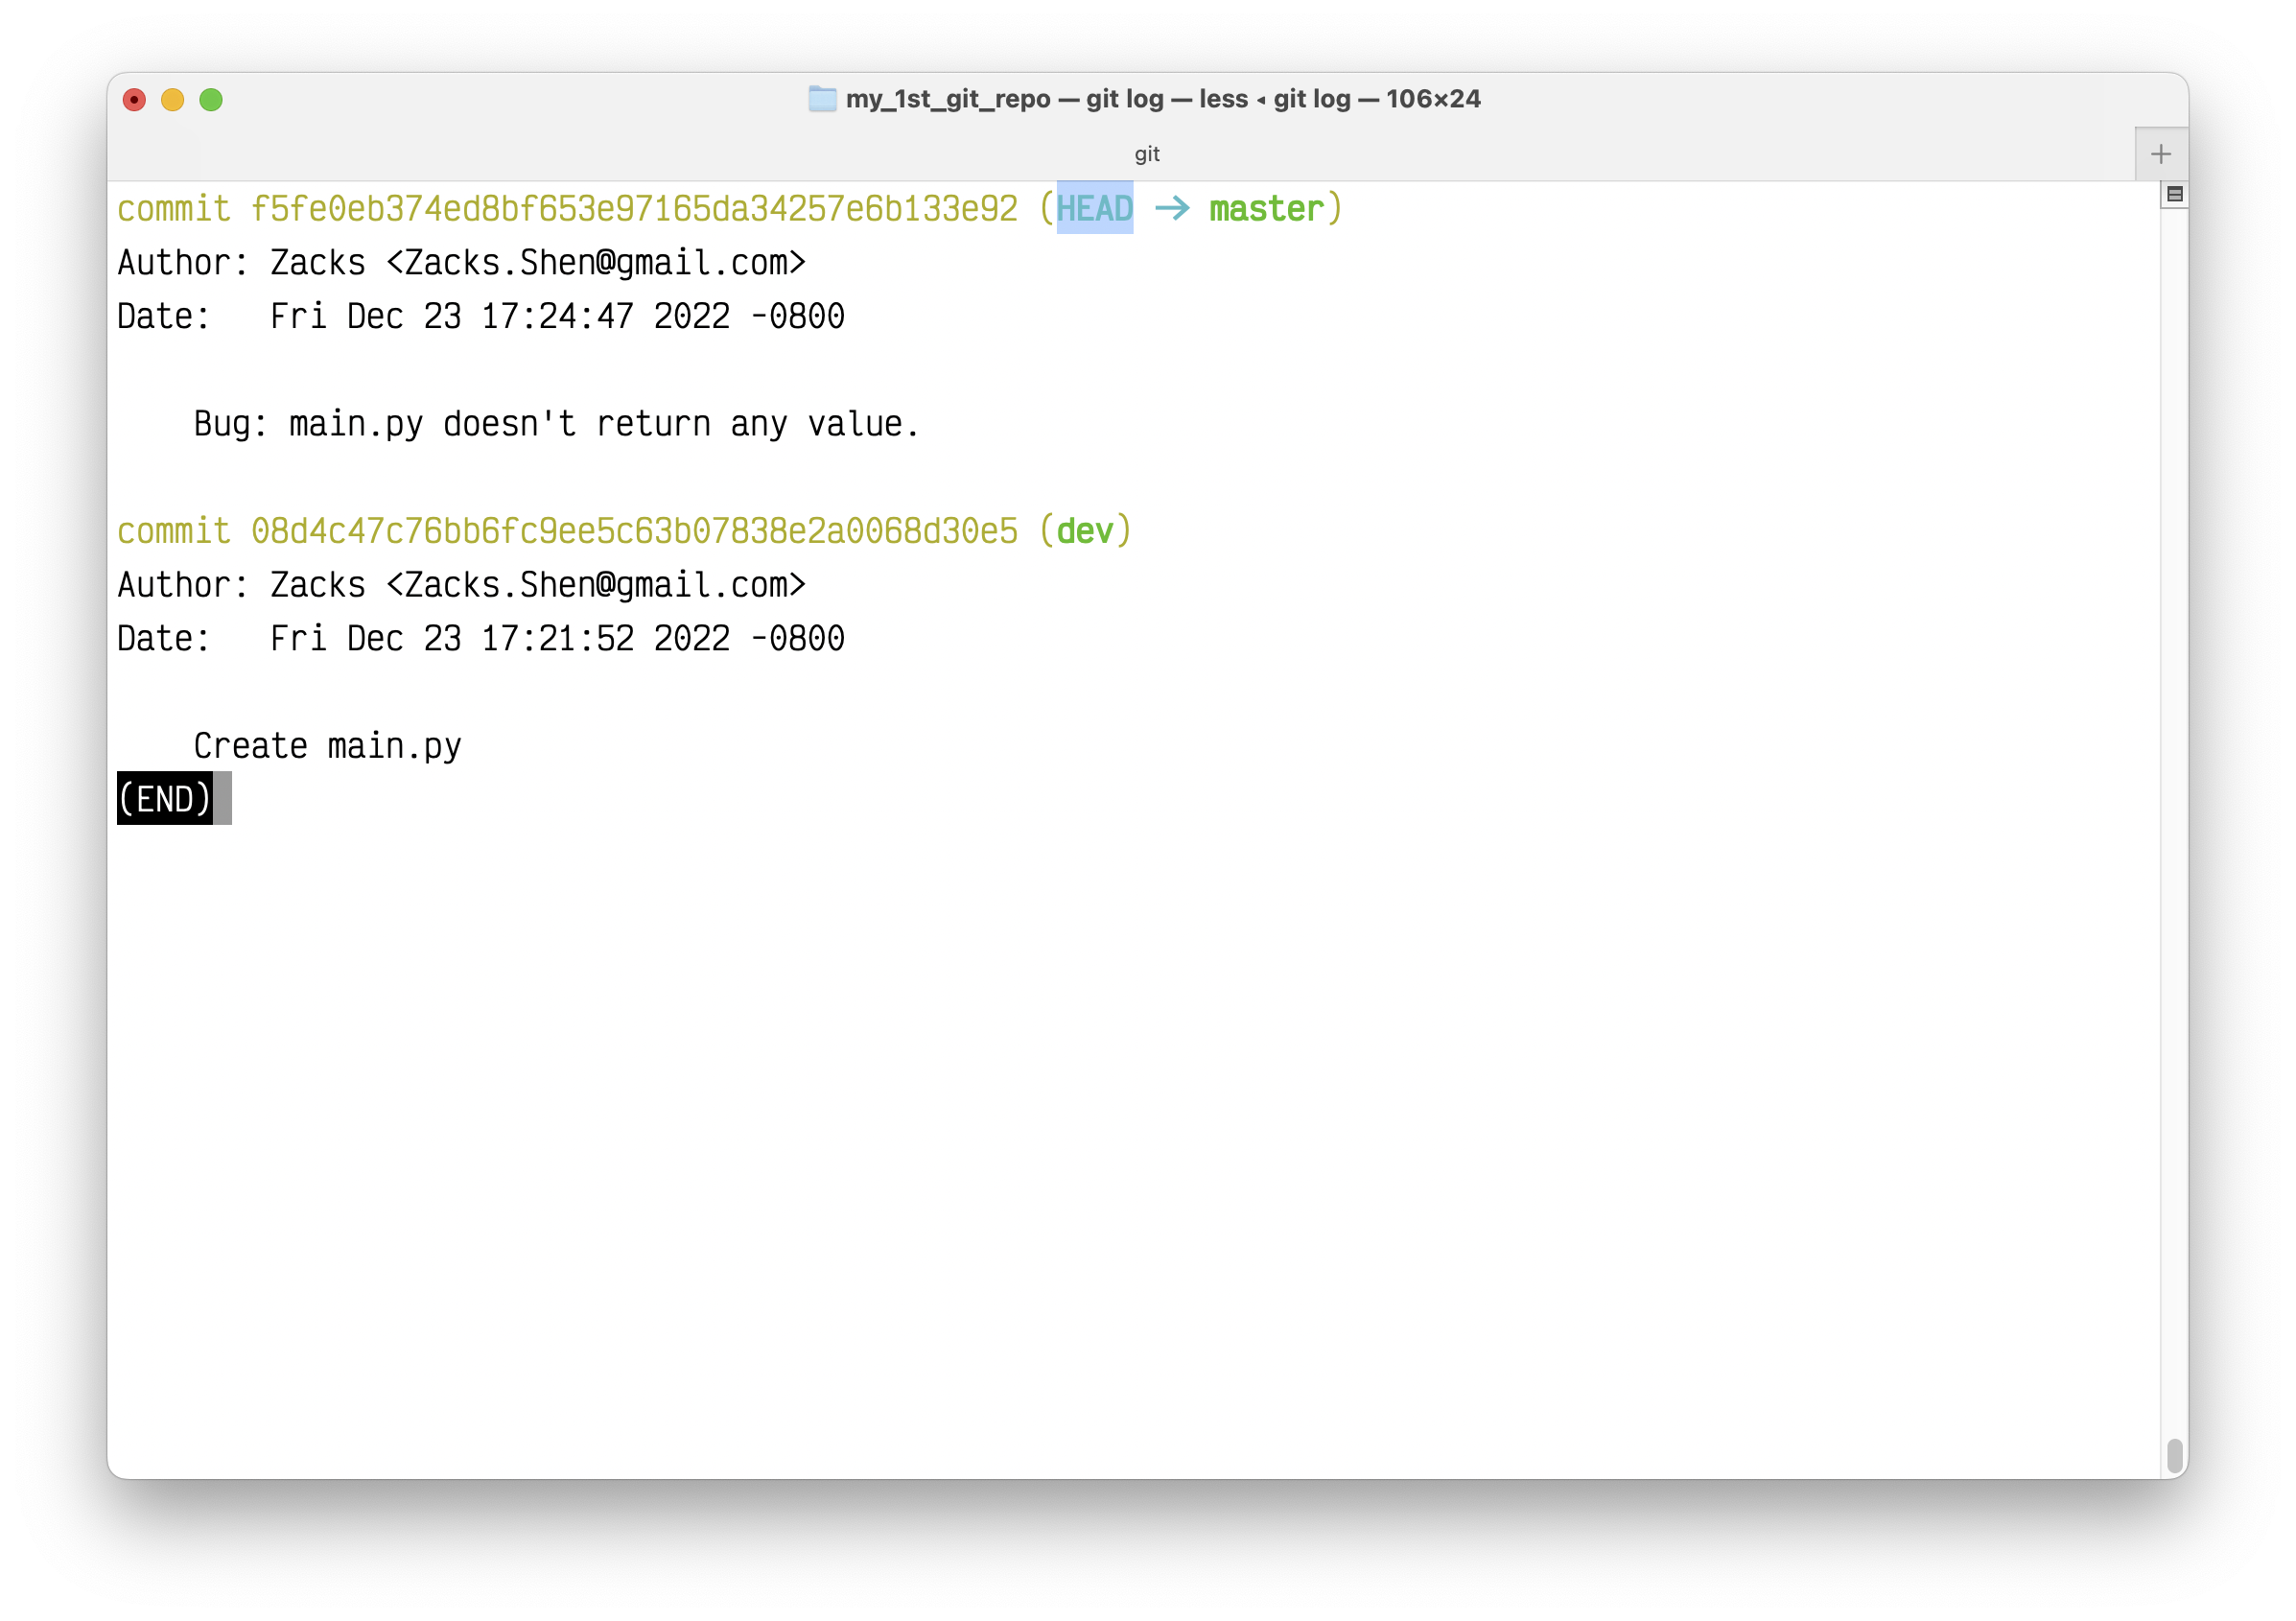 my_1st_git_repo — git log — less ◂ git log — 106×24
git
commit f5fe0eb374ed8bf653e97165da34257e6b133e92 (HEAD -> master)
Author: Zacks <Zacks.Shen@gmail.com>
Date:   Fri Dec 23 17:24:47 2022 -0800
    Bug: main.py doesn't return any value.
commit 08d4c47c76bb6fc9ee5c63b07838e2a0068d30e5 (dev)
Author: Zacks <Zacks.Shen@gmail.com>
Date:   Fri Dec 23 17:21:52 2022 -0800
    Create main.py
(END)